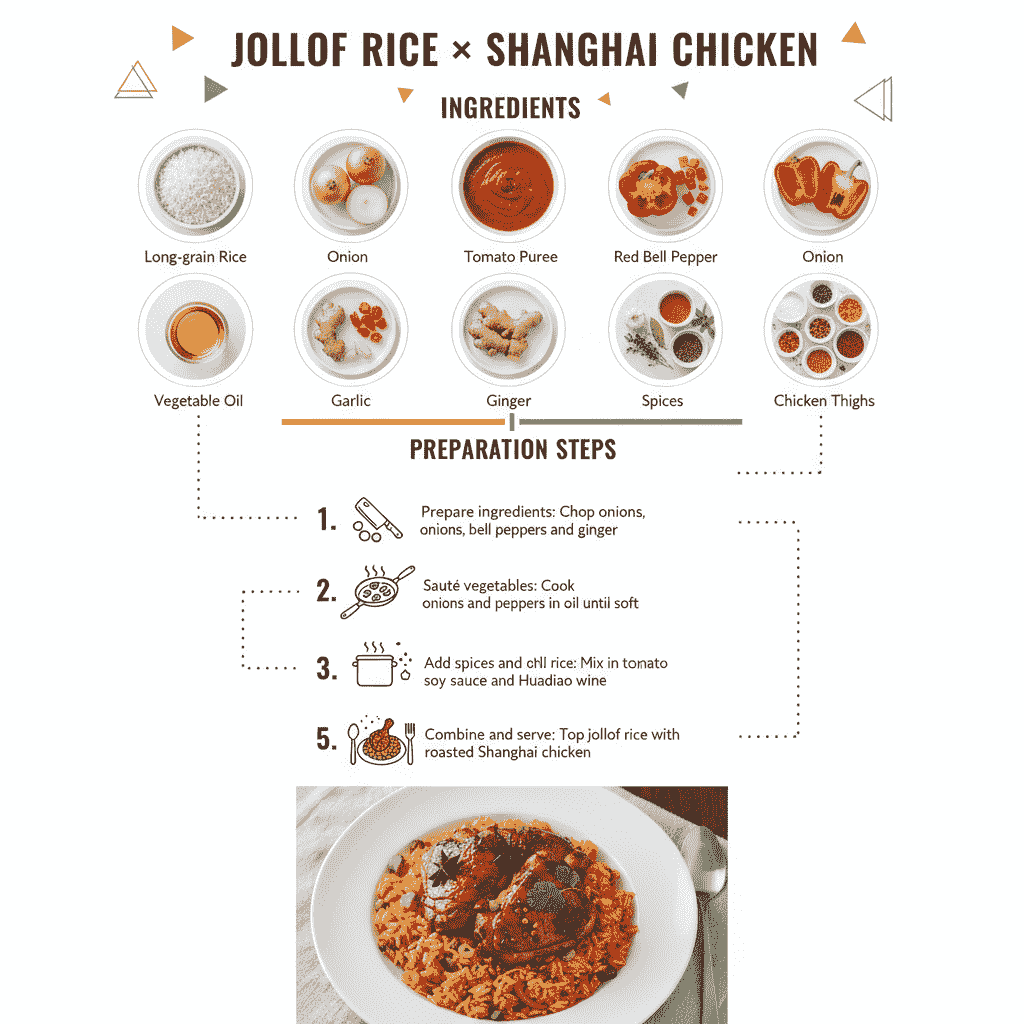 JOLLOF RICE × SHANGHAI CHICKEN
INGREDIENTS
Long-grain Rice
Onion
Tomato Puree
Red Bell Pepper
Onion
Vegetable Oil
Garlic
Ginger
Spices
Chicken Thighs
PREPARATION STEPS
1. Prepare ingredients: Chop onions,
onions, bell peppers and ginger
2. Sauté vegetables: Cook
onions and peppers in oil until soft
3. Add spices and chll rice: Mix in tomato
soy sauce and Huadiao wine
5. Combine and serve: Top jollof rice with
roasted Shanghai chicken